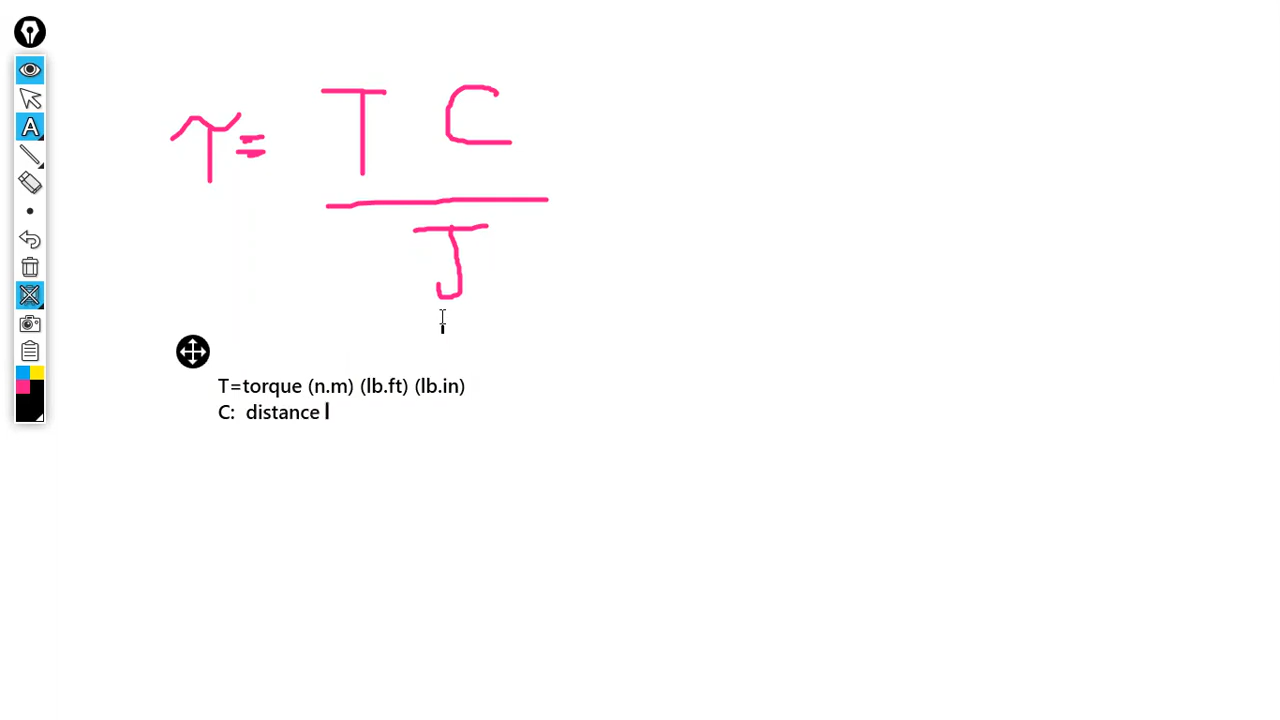 τ= T C
J
T=torque (n.m) (lb.ft) (lb.in)
C: distance